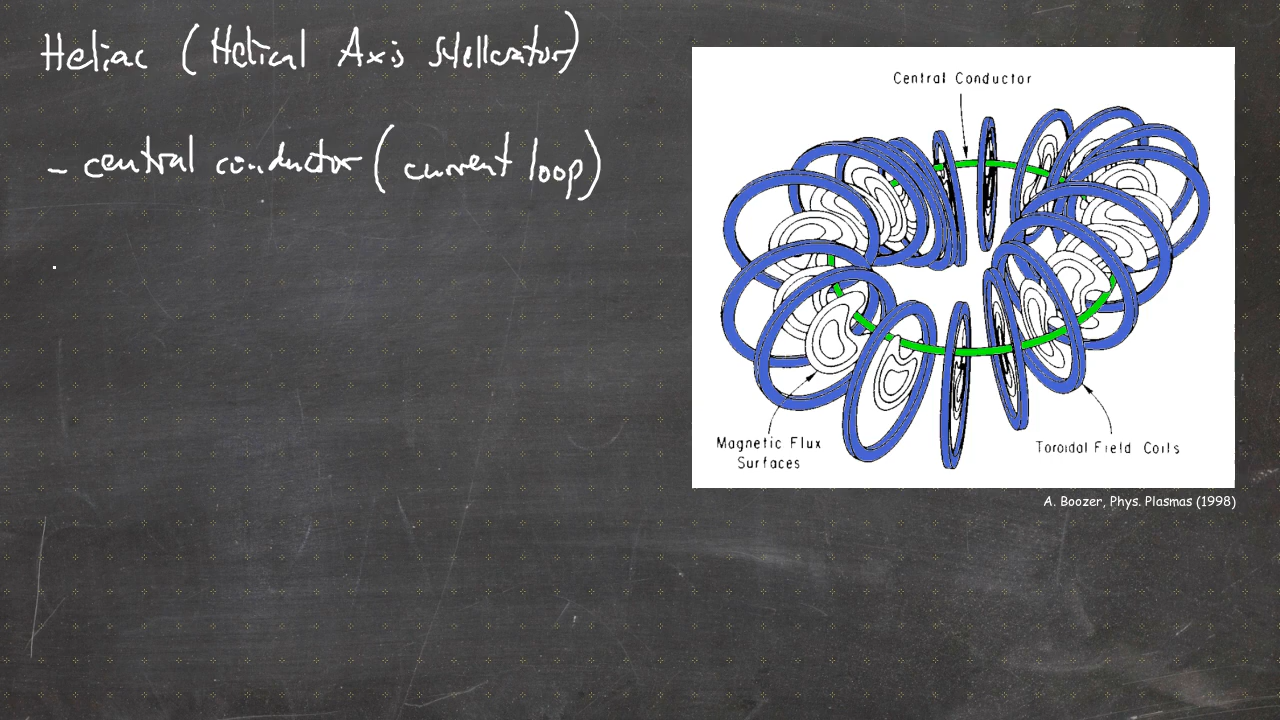 Heliac (Helical Axis Stellerator)
- central conductor (current loop)
Central Conductor
Magnetic Flux
Surfaces
Toroidal Field Coils
A. Boozer, Phys. Plasmas (1998)